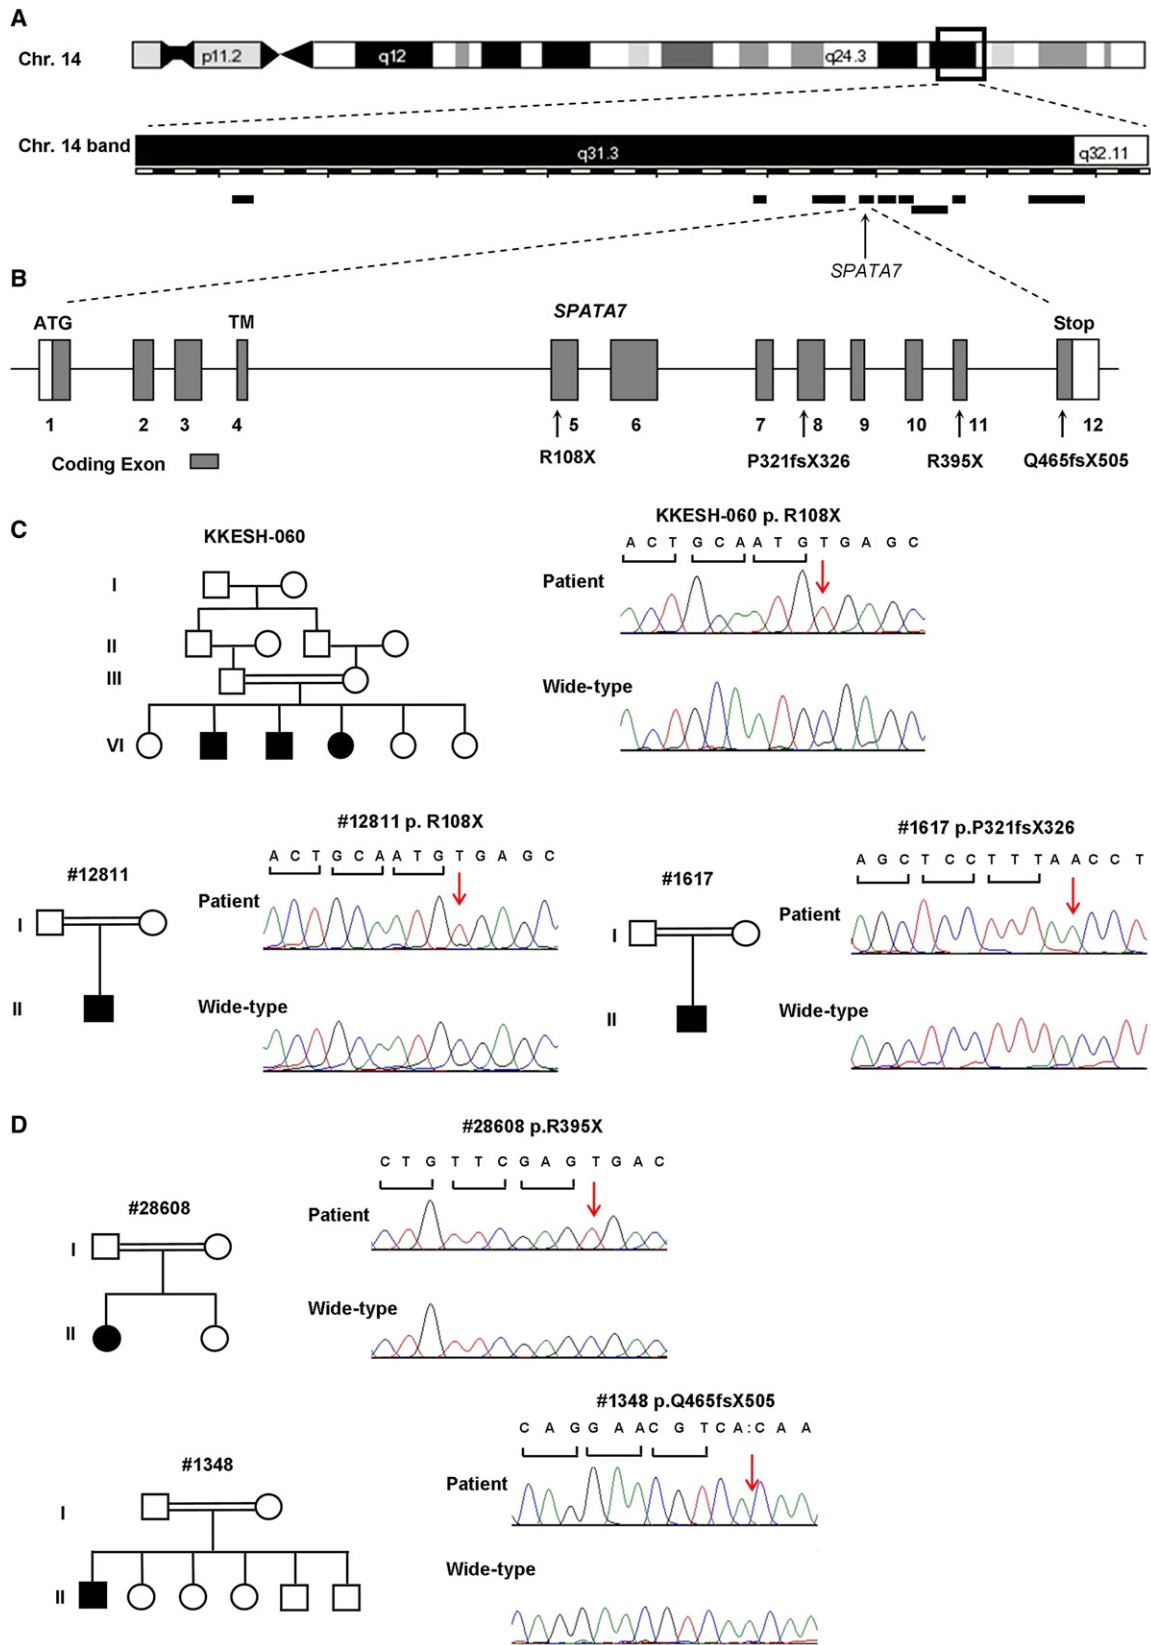 A
Chr. 14
p11.2
q12
q24.3
Chr. 14 band
q31.3
q32.11
SPATA7
B
ATG
TM
SPATA7
Stop
1 2 3 4 5 6 7 8 9 10 11 12
R108X
P321fsX326
R395X
Q465fsX505
Coding Exon
C
KKESH-060
I
II
III
VI
KKESH-060 p. R108X
A C T G C A A T G T G A G C
Patient
Wide-type
#12811
I
II
#12811 p. R108X
A C T G C A A T G T G A G C
Patient
Wide-type
#1617
I
II
#1617 p.P321fsX326
A G C T C C T T T A A C C T
Patient
Wide-type
D
#28608
I
II
#28608 p.R395X
C T G T T C G A G T G A C
Patient
Wide-type
#1348
I
II
#1348 p.Q465fsX505
C A G G A A C G T C A : C A A
Patient
Wide-type